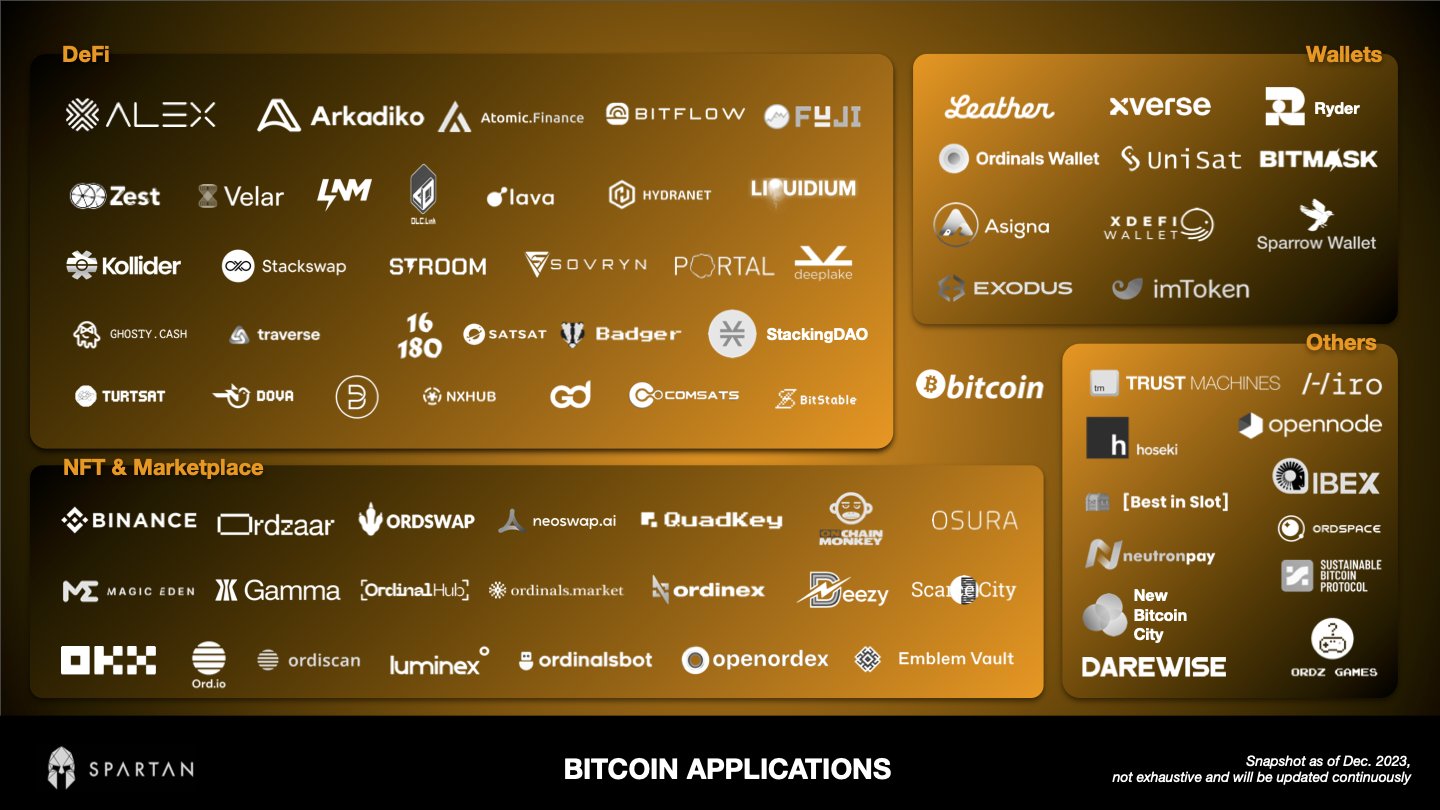 DeFi
ALEX
Arkadiko
Atomic.Finance
BITFLOW
FUJI
Zest
Velar
LNM
DLC.Link
lava
HYDRANET
LIQUIDIUM
Kollider
Stackswap
STROOM
SOVRYN
PORTAL
deeplake
GHOSTY.CASH
traverse
16
180
SATSAT
Badger
StackingDAO
TURTSAT
DOVA
B
NXHUB
GD
COMSATS
BitStable
Wallets
Leather
xverse
Ryder
Ordinals Wallet
UniSat
BITMASK
Asigna
XDEFI
WALLET
Sparrow Wallet
EXODUS
imToken
bitcoin
NFT & Marketplace
BINANCE
Ordzaar
ORDSWAP
neoswap.ai
QuadKey
ON CHAIN
MONKEY
OSURA
MAGIC EDEN
Gamma
[OrdinalHub]
ordinals.market
ordinex
Deezy
Scarce City
OKX
Ord.io
ordiscan
luminex
ordinalsbot
openordex
Emblem Vault
Others
tm
TRUST MACHINES
/-/iro
h
hoseki
opennode
IBEX
[Best in Slot]
ORDSPACE
neutronpay
SUSTAINABLE
BITCOIN
PROTOCOL
New
Bitcoin
City
?
DAREWISE
ORDZ GAMES
SPARTAN
BITCOIN APPLICATIONS
Snapshot as of Dec. 2023,
not exhaustive and will be updated continuously